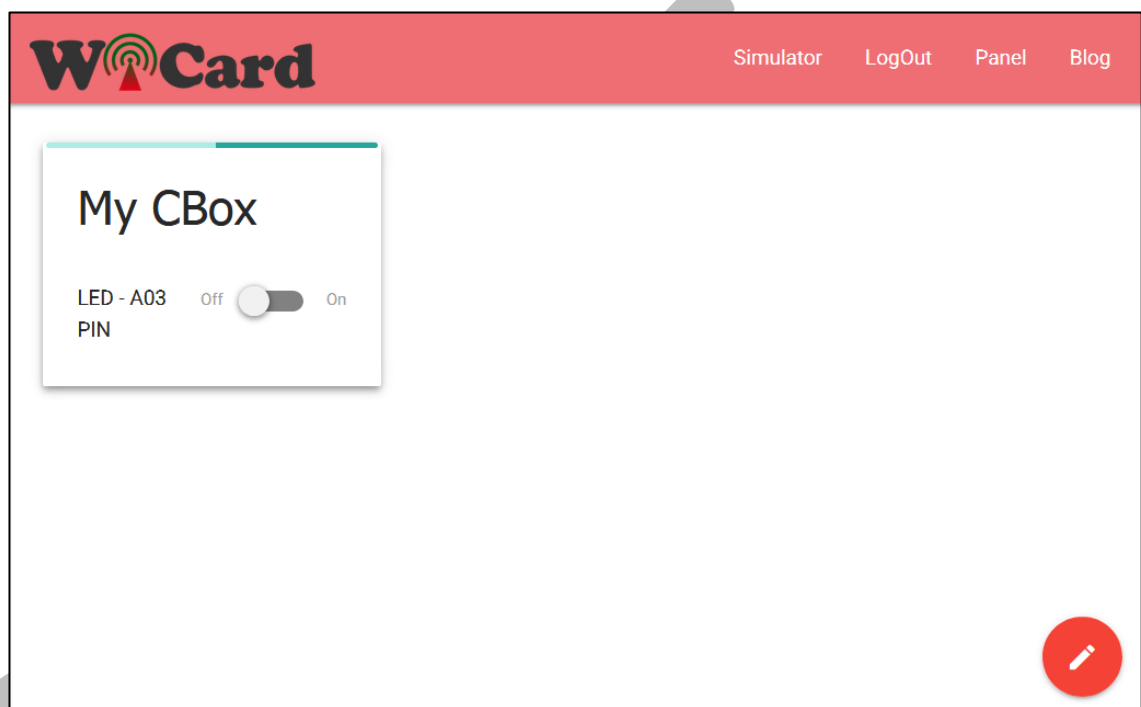 WiCard
Simulator LogOut Panel Blog
My CBox
LED - A03 Off On
PIN